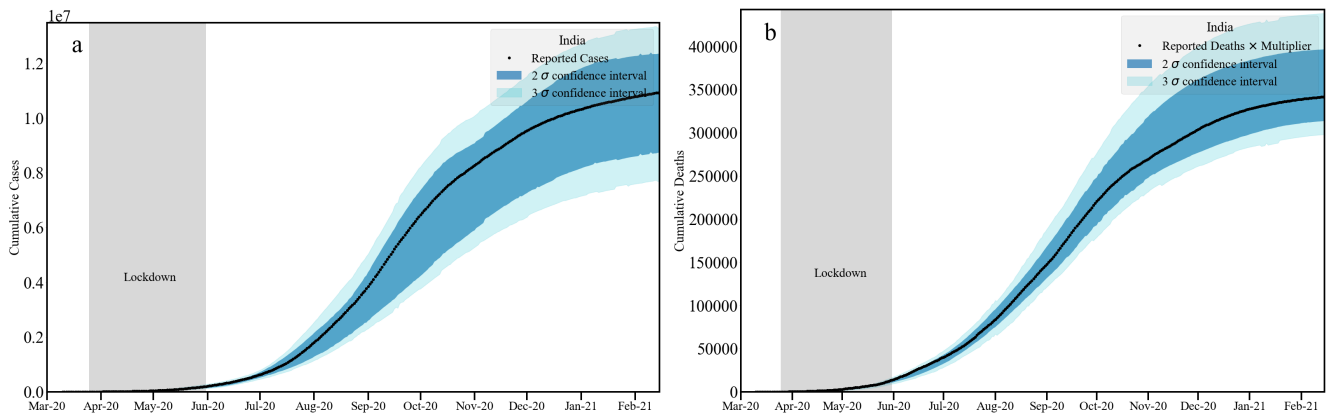 1e7
a
India
Reported Cases
2 σ confidence interval
3 σ confidence interval
1.2
1.0
0.8
0.6
0.4
0.2
0.0
Cumulative Cases
Lockdown
Mar-20 Apr-20 May-20 Jun-20 Jul-20 Aug-20 Sep-20 Oct-20 Nov-20 Dec-20 Jan-21 Feb-21
b
India
Reported Deaths × Multiplier
2 σ confidence interval
3 σ confidence interval
400000
350000
300000
250000
200000
150000
100000
50000
0
Cumulative Deaths
Lockdown
Mar-20 Apr-20 May-20 Jun-20 Jul-20 Aug-20 Sep-20 Oct-20 Nov-20 Dec-20 Jan-21 Feb-21